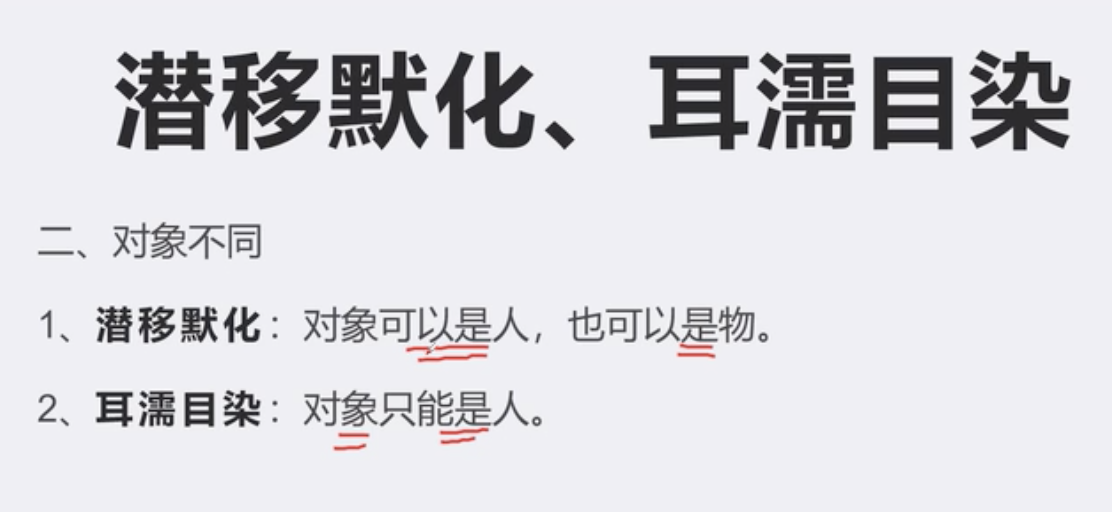 潜移默化、耳濡目染
二、对象不同
1、潜移默化：对象可以是人，也可以是物。
2、耳濡目染：对象只能是人。